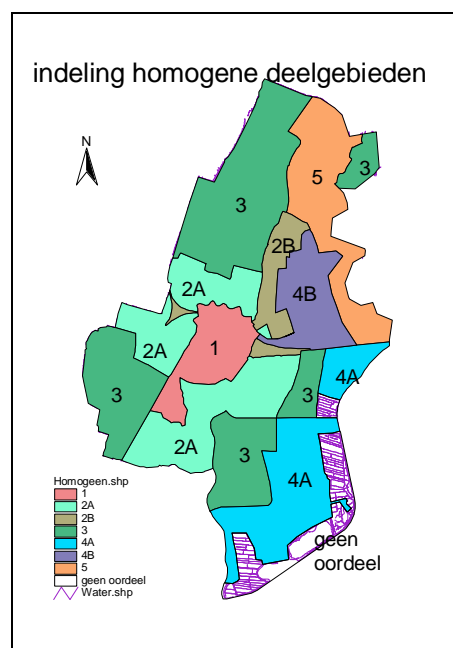 indeling homogene deelgebieden
N
3
5
3
2B
2A
4B
2A
1
4A
3
3
2A
3
4A
geen
oordeel
Homogeen.shp
1
2A
2B
3
4A
4B
5
geen oordeel
Water.shp